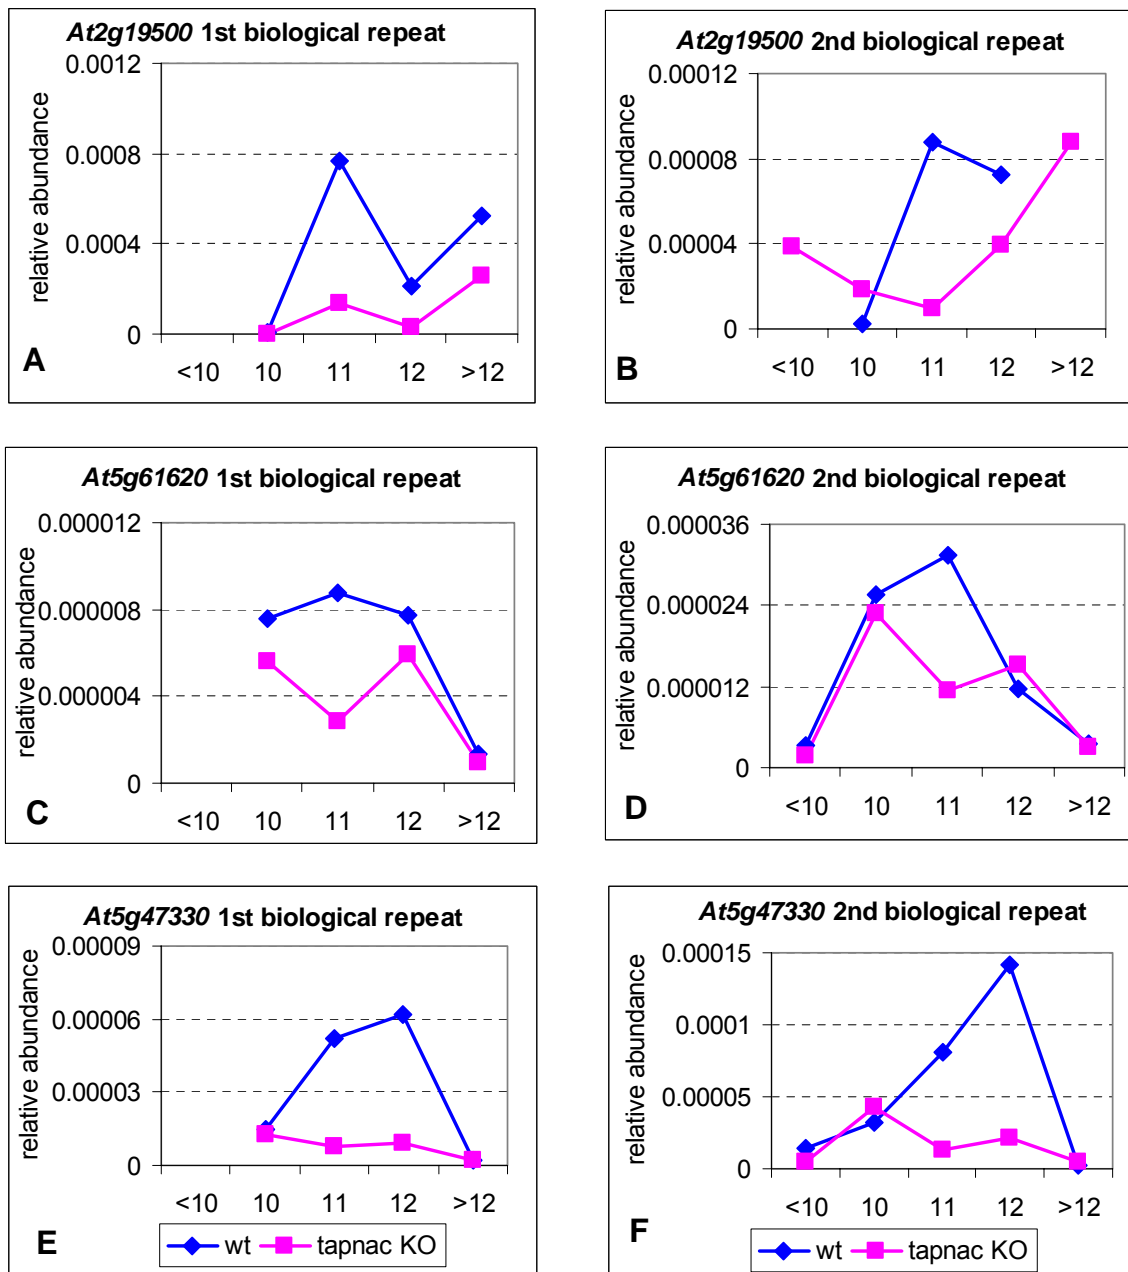 At2g19500 1st biological repeat
relative abundance
0.0012
0.0008
0.0004
0
<10 10 11 12 >12
A
At2g19500 2nd biological repeat
relative abundance
0.00012
0.00008
0.00004
0
<10 10 11 12 >12
B
At5g61620 1st biological repeat
relative abundance
0.000012
0.000008
0.000004
0
<10 10 11 12 >12
C
At5g61620 2nd biological repeat
relative abundance
0.000036
0.000024
0.000012
0
<10 10 11 12 >12
D
At5g47330 1st biological repeat
relative abundance
0.00009
0.00006
0.00003
0
<10 10 11 12 >12
E
wt tapnac KO
At5g47330 2nd biological repeat
relative abundance
0.00015
0.0001
0.00005
0
<10 10 11 12 >12
F
wt tapnac KO